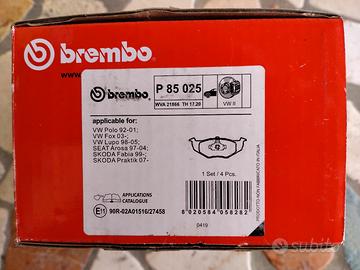 brembo
brembo
P 85 025
WVA 21866 TH 17.20
VW II
applicable for:
VW Polo 92-01;
VW Fox 03-;
VW Lupo 98-05;
SEAT Arosa 97-04;
SKODA Fabia 99-;
SKODA Praktik 07-
1 Set / 4 Pcs.
APPLICATIONS
CATALOGUE
E11 90R-02A01516/27458
8 020584 058282
0419
Subito